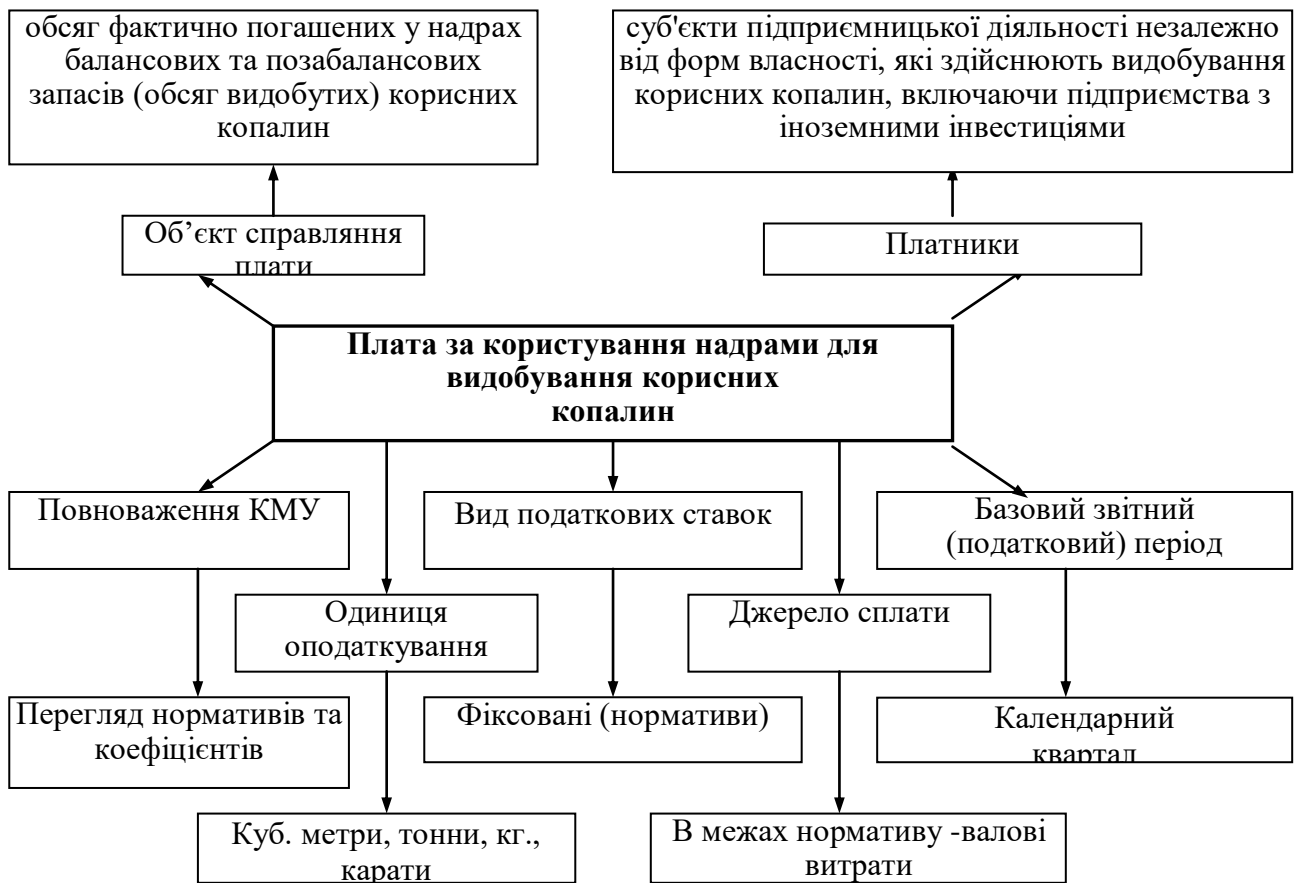 обсяг фактично погашених у надрах
балансових та позабалансових
запасів (обсяг видобутих) корисних
копалин
суб'єкти підприємницької діяльності незалежно
від форм власності, які здійснюють видобування
корисних копалин, включаючи підприємства з
іноземними інвестиціями
Об’єкт справляння
плати
Платники
Плата за користування надрами для
видобування корисних
копалин
Повноваження КМУ
Вид податкових ставок
Базовий звітний
(податковий) період
Одиниця
оподаткування
Джерело сплати
Перегляд нормативів та
коефіцієнтів
Фіксовані (нормативи)
Календарний
квартал
Куб. метри, тонни, кг.,
карати
В межах нормативу -валові
витрати